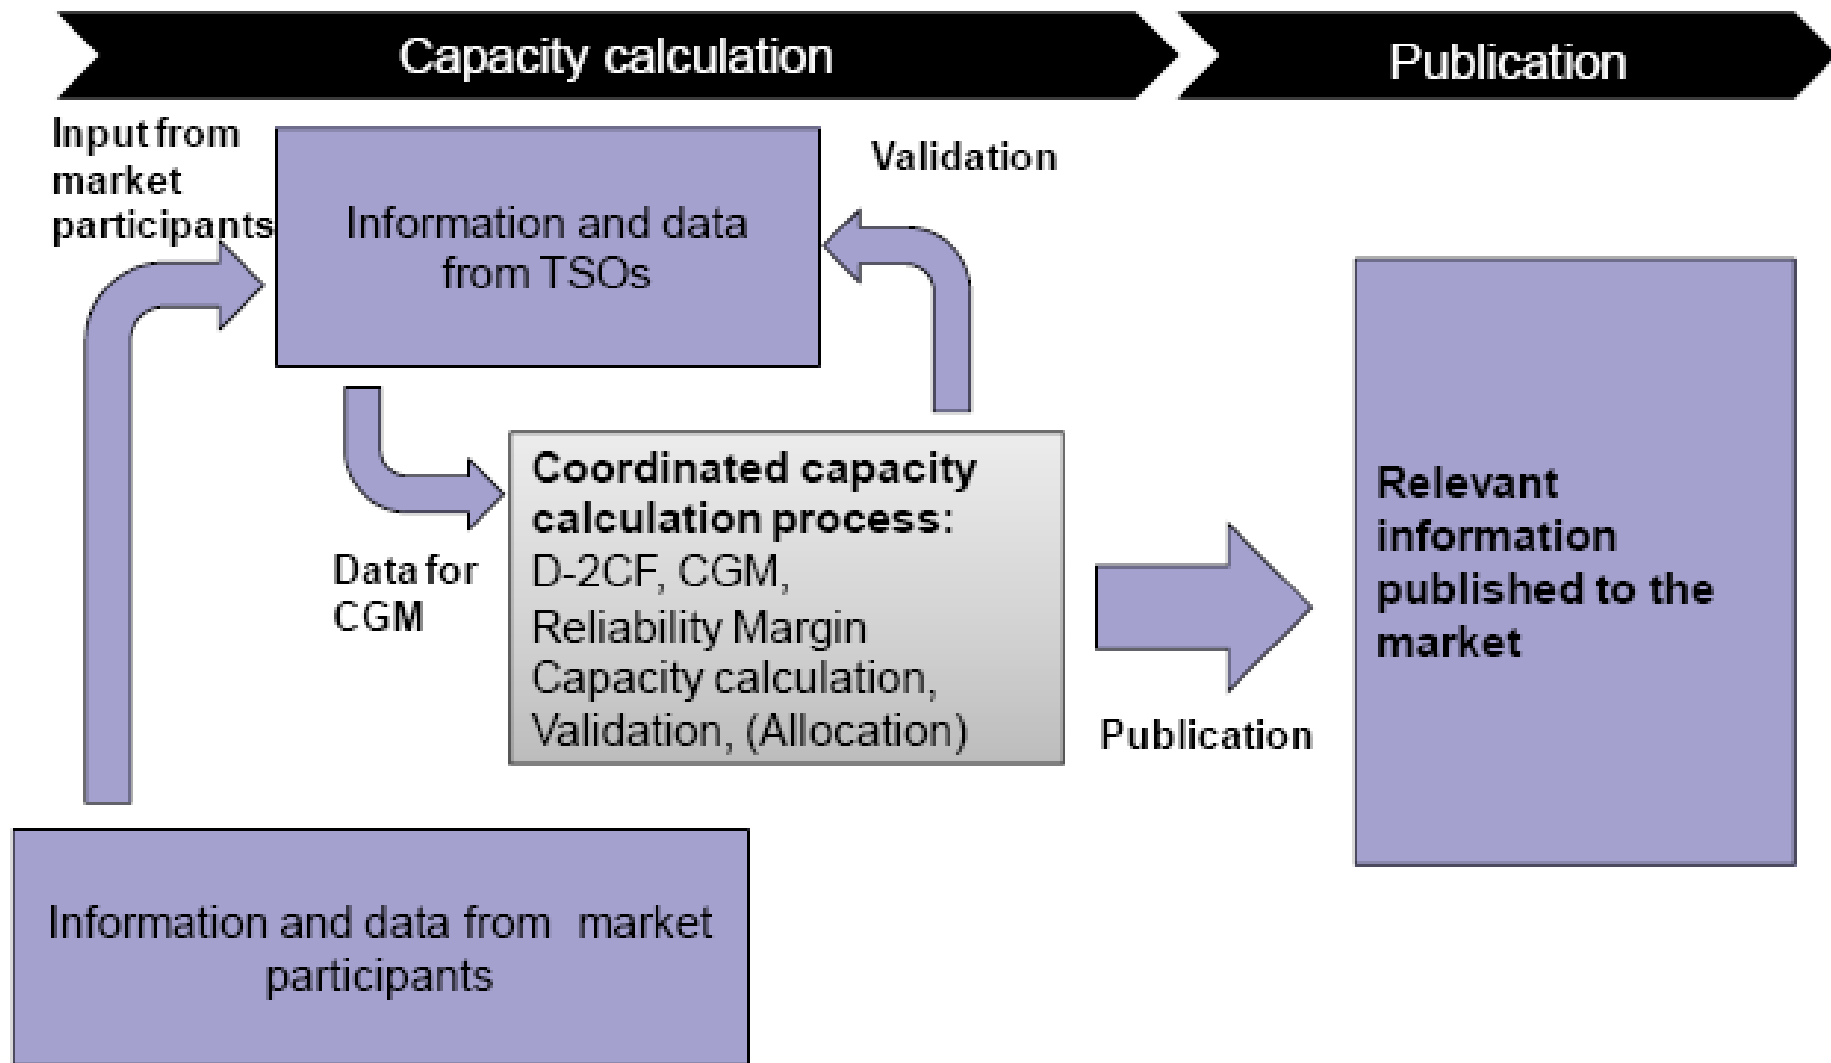 Capacity calculation
Publication
Input from
market
participants
Information and data
from TSOs
Validation
Data for
CGM
Coordinated capacity
calculation process:
D-2CF, CGM,
Reliability Margin
Capacity calculation,
Validation, (Allocation)
Publication
Relevant
information
published to the
market
Information and data from market
participants